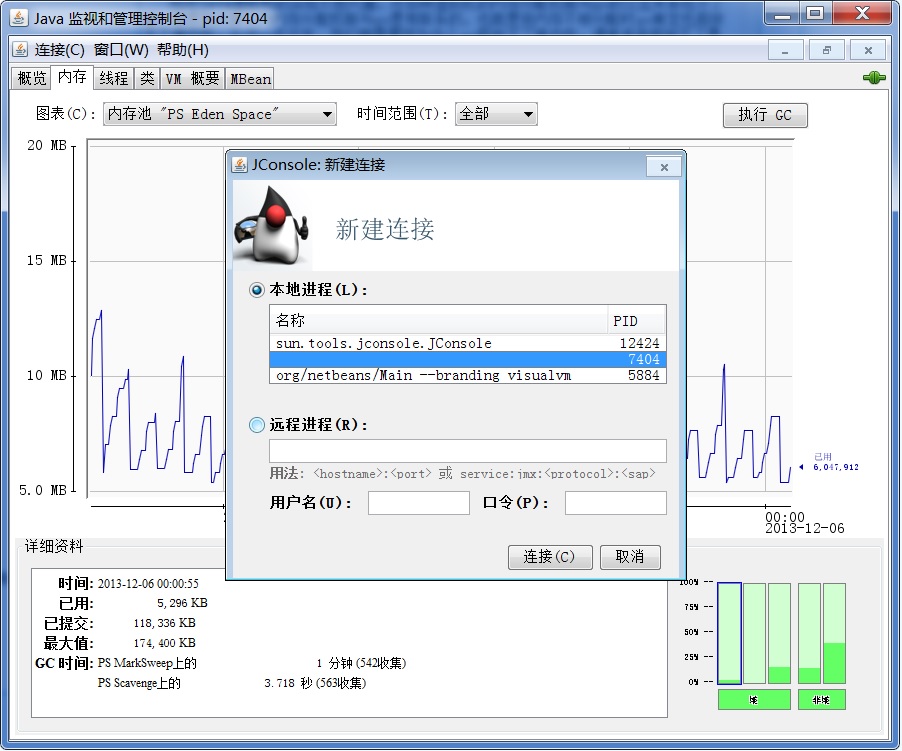 Java 监视和管理控制台 - pid: 7404
连接(C) 窗口(W) 帮助(H)
概览 内存 线程 类 VM 概要 MBean
图表(C): 内存池 "PS Eden Space" 时间范围(T): 全部 执行 GC
20 MB
15 MB
10 MB
5.0 MB
JConsole: 新建连接
新建连接
本地进程(L):
名称 PID
sun.tools.jconsole.JConsole 12424
7404
org/netbeans/Main --branding visualvm 5884
远程进程(R):
用法: <hostname>:<port> 或 service:jmx:<protocol>:<sap>
用户名(U): 口令(P):
连接(C) 取消
已用
6,047,912
00:00
2013-12-06
详细资料
时间: 2013-12-06 00:00:55
已用: 5,296 KB
已提交: 118,336 KB
最大值: 174,400 KB
GC 时间: PS MarkSweep上的 1 分钟 (542收集)
PS Scavenge上的 3.718 秒 (563收集)
100%
75%
50%
25%
0%
堆 非堆